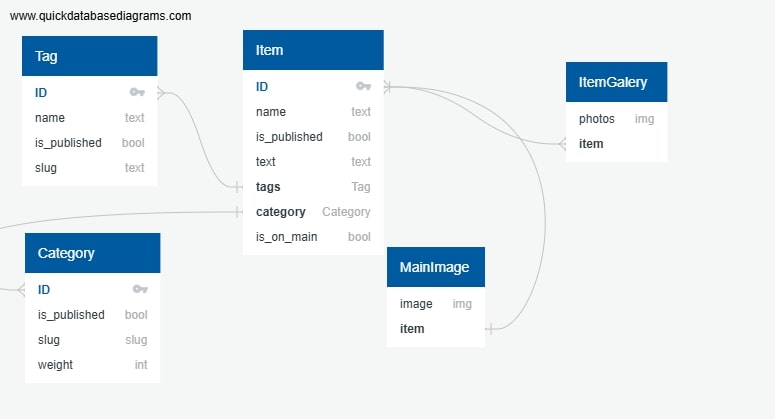 www.quickdatabasediagrams.com
Tag
ID
name text
is_published bool
slug text
Item
ID
name text
is_published bool
text text
tags Tag
category Category
is_on_main bool
ItemGalery
photos img
item
Category
ID
is_published bool
slug slug
weight int
MainImage
image img
item